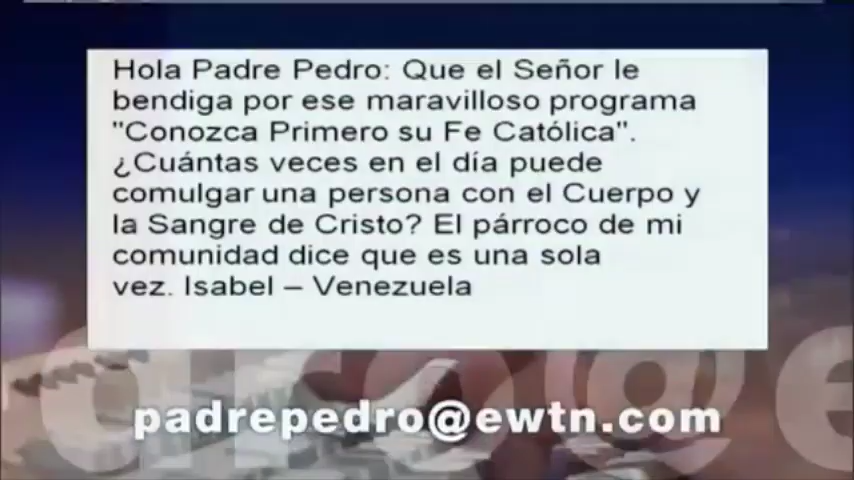 Hola Padre Pedro: Que el Señor le
bendiga por ese maravilloso programa
"Conozca Primero su Fe Católica".
¿Cuántas veces en el día puede
comulgar una persona con el Cuerpo y
la Sangre de Cristo? El párroco de mi
comunidad dice que es una sola
vez. Isabel – Venezuela
padrepedro@ewtn.com